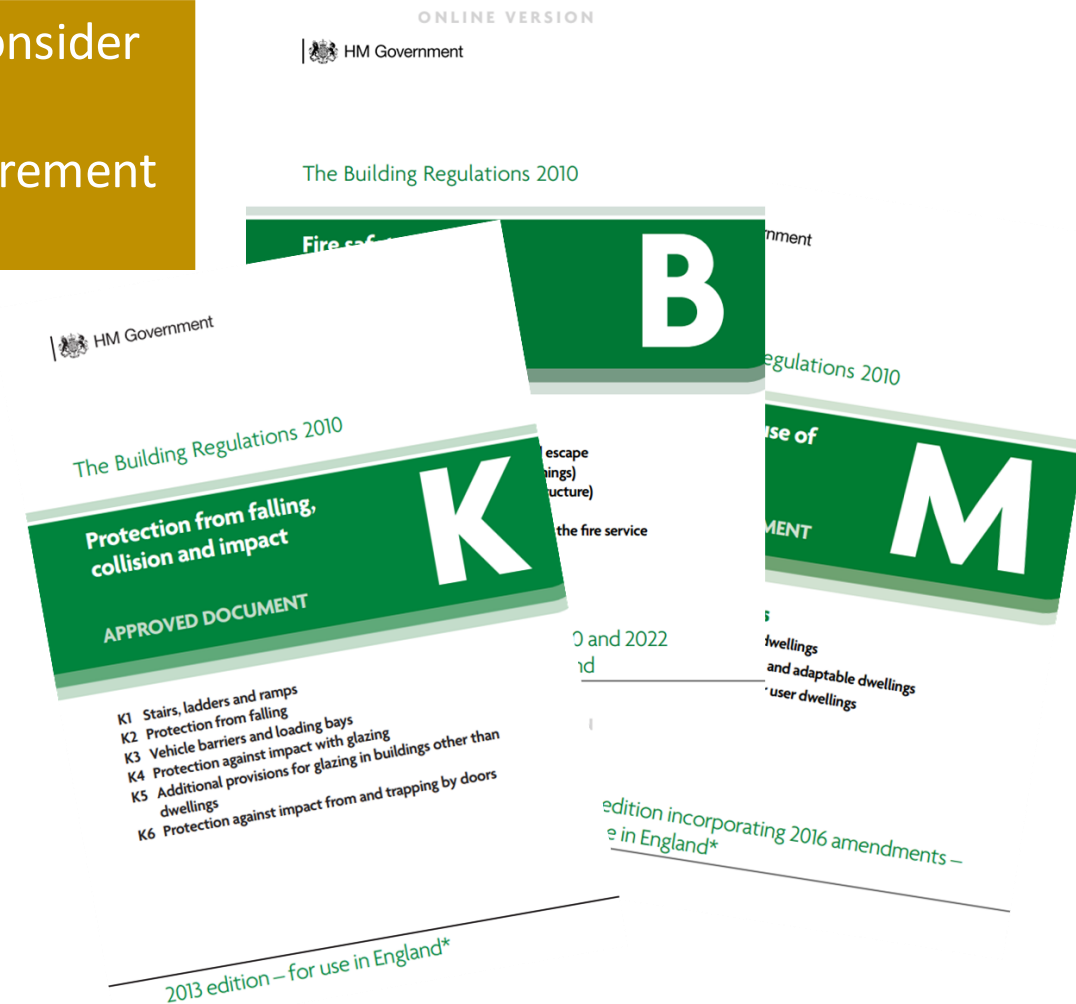 onsider
rement
ONLINE VERSION
HM Government
The Building Regulations 2010
Fire
B
escape
ucture)
the fire service
0 and 2022
nment
egulations 2010
use of
M
MENT
dwellings
and adaptable dwellings
user dwellings
edition incorporating 2016 amendments –
e in England*
HM Government
The Building Regulations 2010
Protection from falling,
collision and impact
K
APPROVED DOCUMENT
K1 Stairs, ladders and ramps
K2 Protection from falling
K3 Vehicle barriers and loading bays
K4 Protection against impact with glazing
K5 Additional provisions for glazing in buildings other than
dwellings
K6 Protection against impact from and trapping by doors
2013 edition – for use in England*